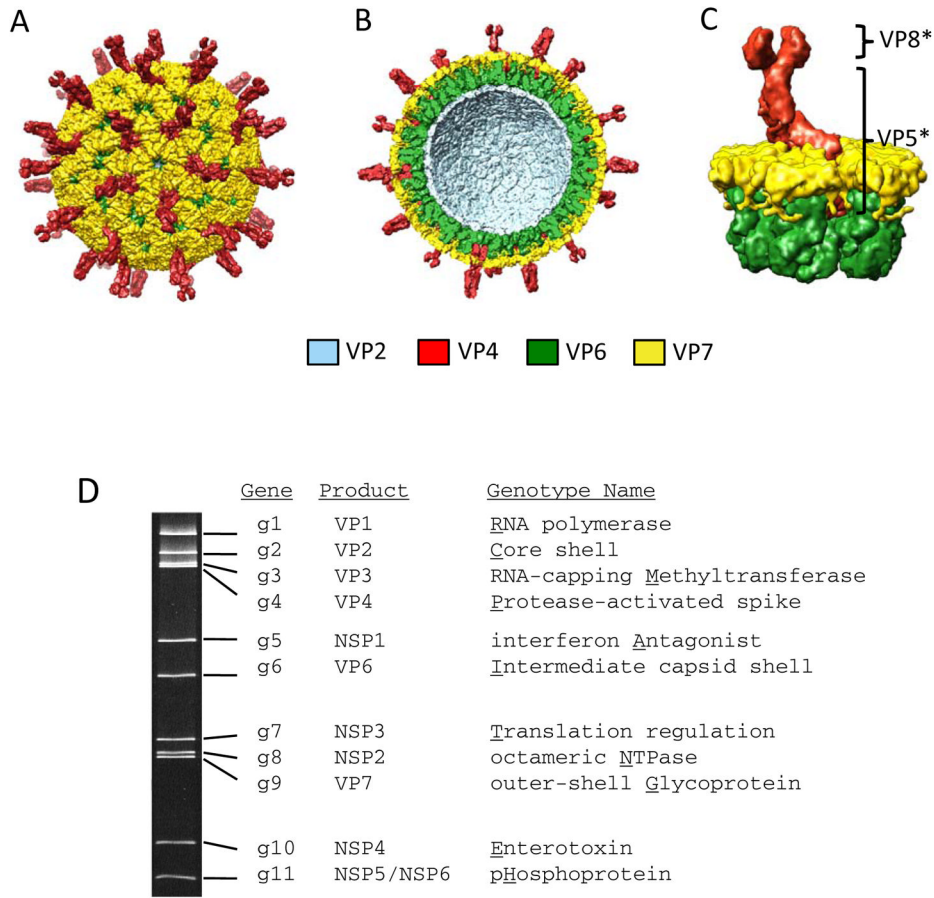 A
B
C
VP8*
VP5*
VP2 VP4 VP6 VP7
D
Gene Product Genotype Name
g1 VP1 RNA polymerase
g2 VP2 Core shell
g3 VP3 RNA-capping Methyltransferase
g4 VP4 Protease-activated spike
g5 NSP1 interferon Antagonist
g6 VP6 Intermediate capsid shell
g7 NSP3 Translation regulation
g8 NSP2 octameric NTPase
g9 VP7 outer-shell Glycoprotein
g10 NSP4 Enterotoxin
g11 NSP5/NSP6 pHosphoprotein